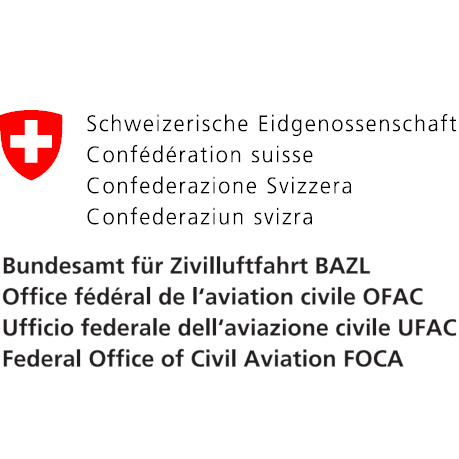 Schweizerische Eidgenossenschaft
Confédération suisse
Confederazione Svizzera
Confederaziun svizra
Bundesamt für Zivilluftfahrt BAZL
Office fédéral de l‘aviation civile OFAC
Ufficio federale dell‘aviazione civile UFAC
Federal Office of Civil Aviation FOCA